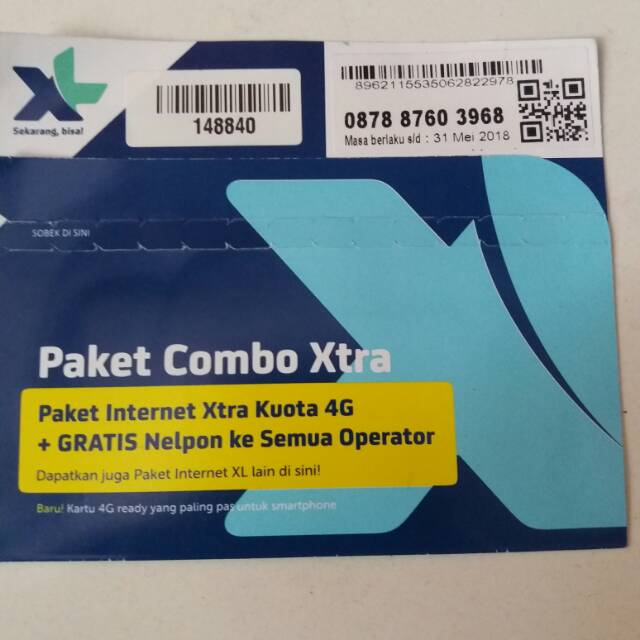 XL
Sekarang, bisa!
148840
8962115535062822978
0878 8760 3968
Masa berlaku s/d : 31 Mei 2018
SOBEK DI SINI
Paket Combo Xtra
Paket Internet Xtra Kuota 4G
+ GRATIS Nelpon ke Semua Operator
Dapatkan juga Paket Internet XL lain di sini!
Baru! Kartu 4G ready yang paling pas untuk smartphone